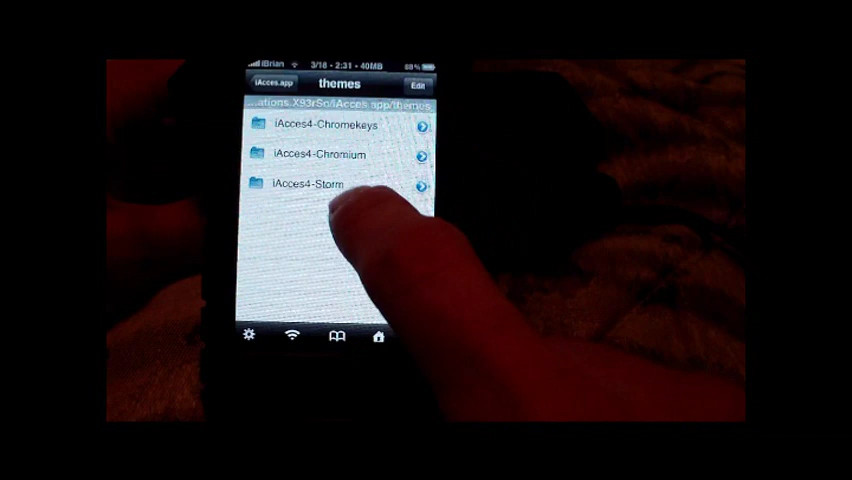 iBrian 3/18 - 2:31 - 40MB 88%
iAcces.app themes Edit
...ations.X93rSo/iAcces.app/themes
iAcces4-Chromekeys
iAcces4-Chromium
iAcces4-Storm